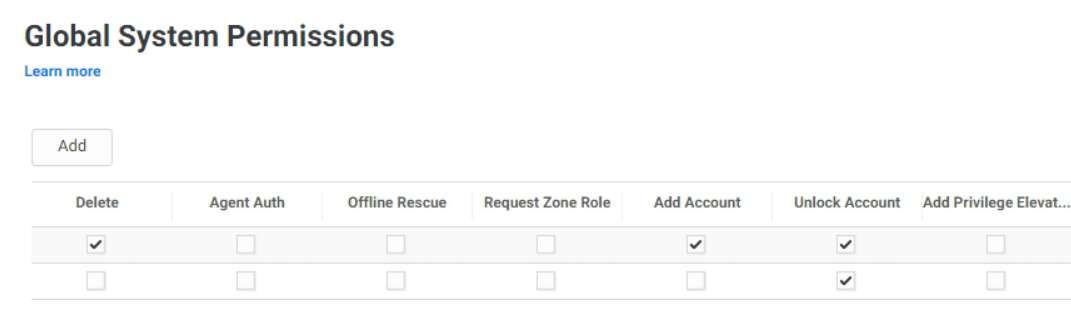 Global System Permissions
Learn more
Add
Delete Agent Auth Offline Rescue Request Zone Role Add Account Unlock Account Add Privilege Elevat...